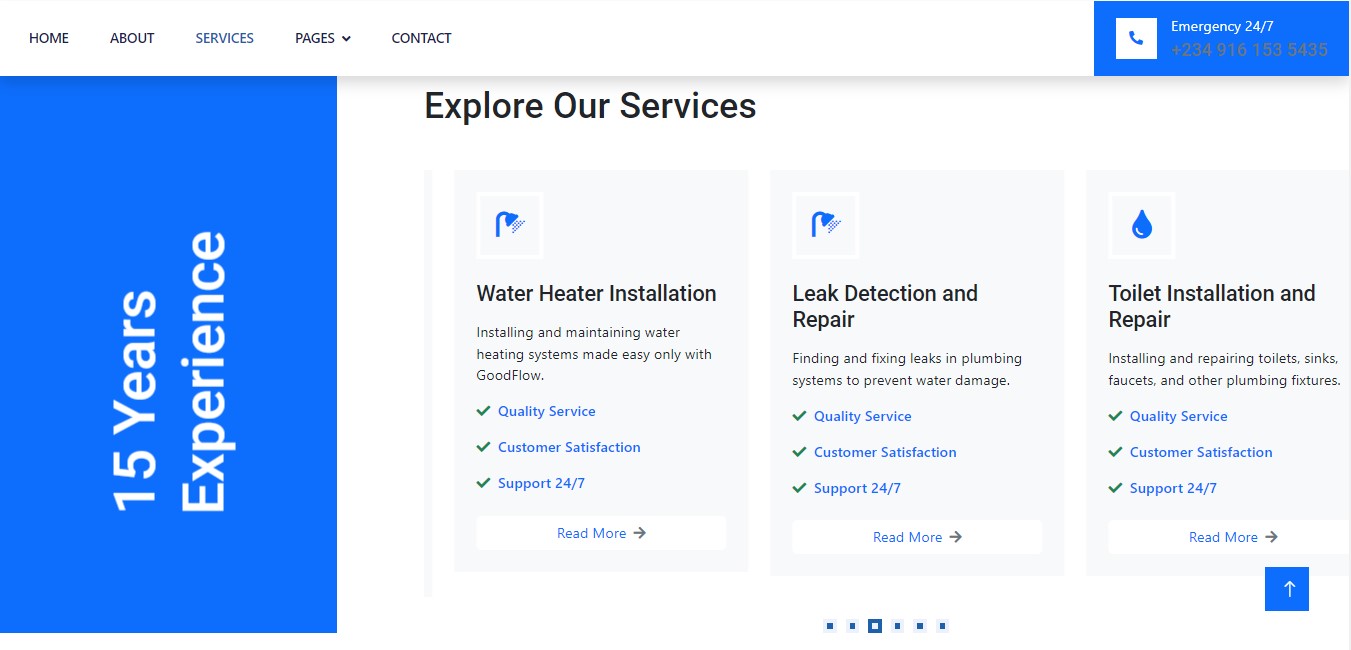 HOME ABOUT SERVICES PAGES CONTACT
Emergency 24/7
+234 916 153 5435
15 Years
Experience
Explore Our Services
Water Heater Installation
Installing and maintaining water
heating systems made easy only with
GoodFlow.
Quality Service
Customer Satisfaction
Support 24/7
Read More
Leak Detection and
Repair
Finding and fixing leaks in plumbing
systems to prevent water damage.
Quality Service
Customer Satisfaction
Support 24/7
Read More
Toilet Installation and
Repair
Installing and repairing toilets, sinks,
faucets, and other plumbing fixtures.
Quality Service
Customer Satisfaction
Support 24/7
Read More